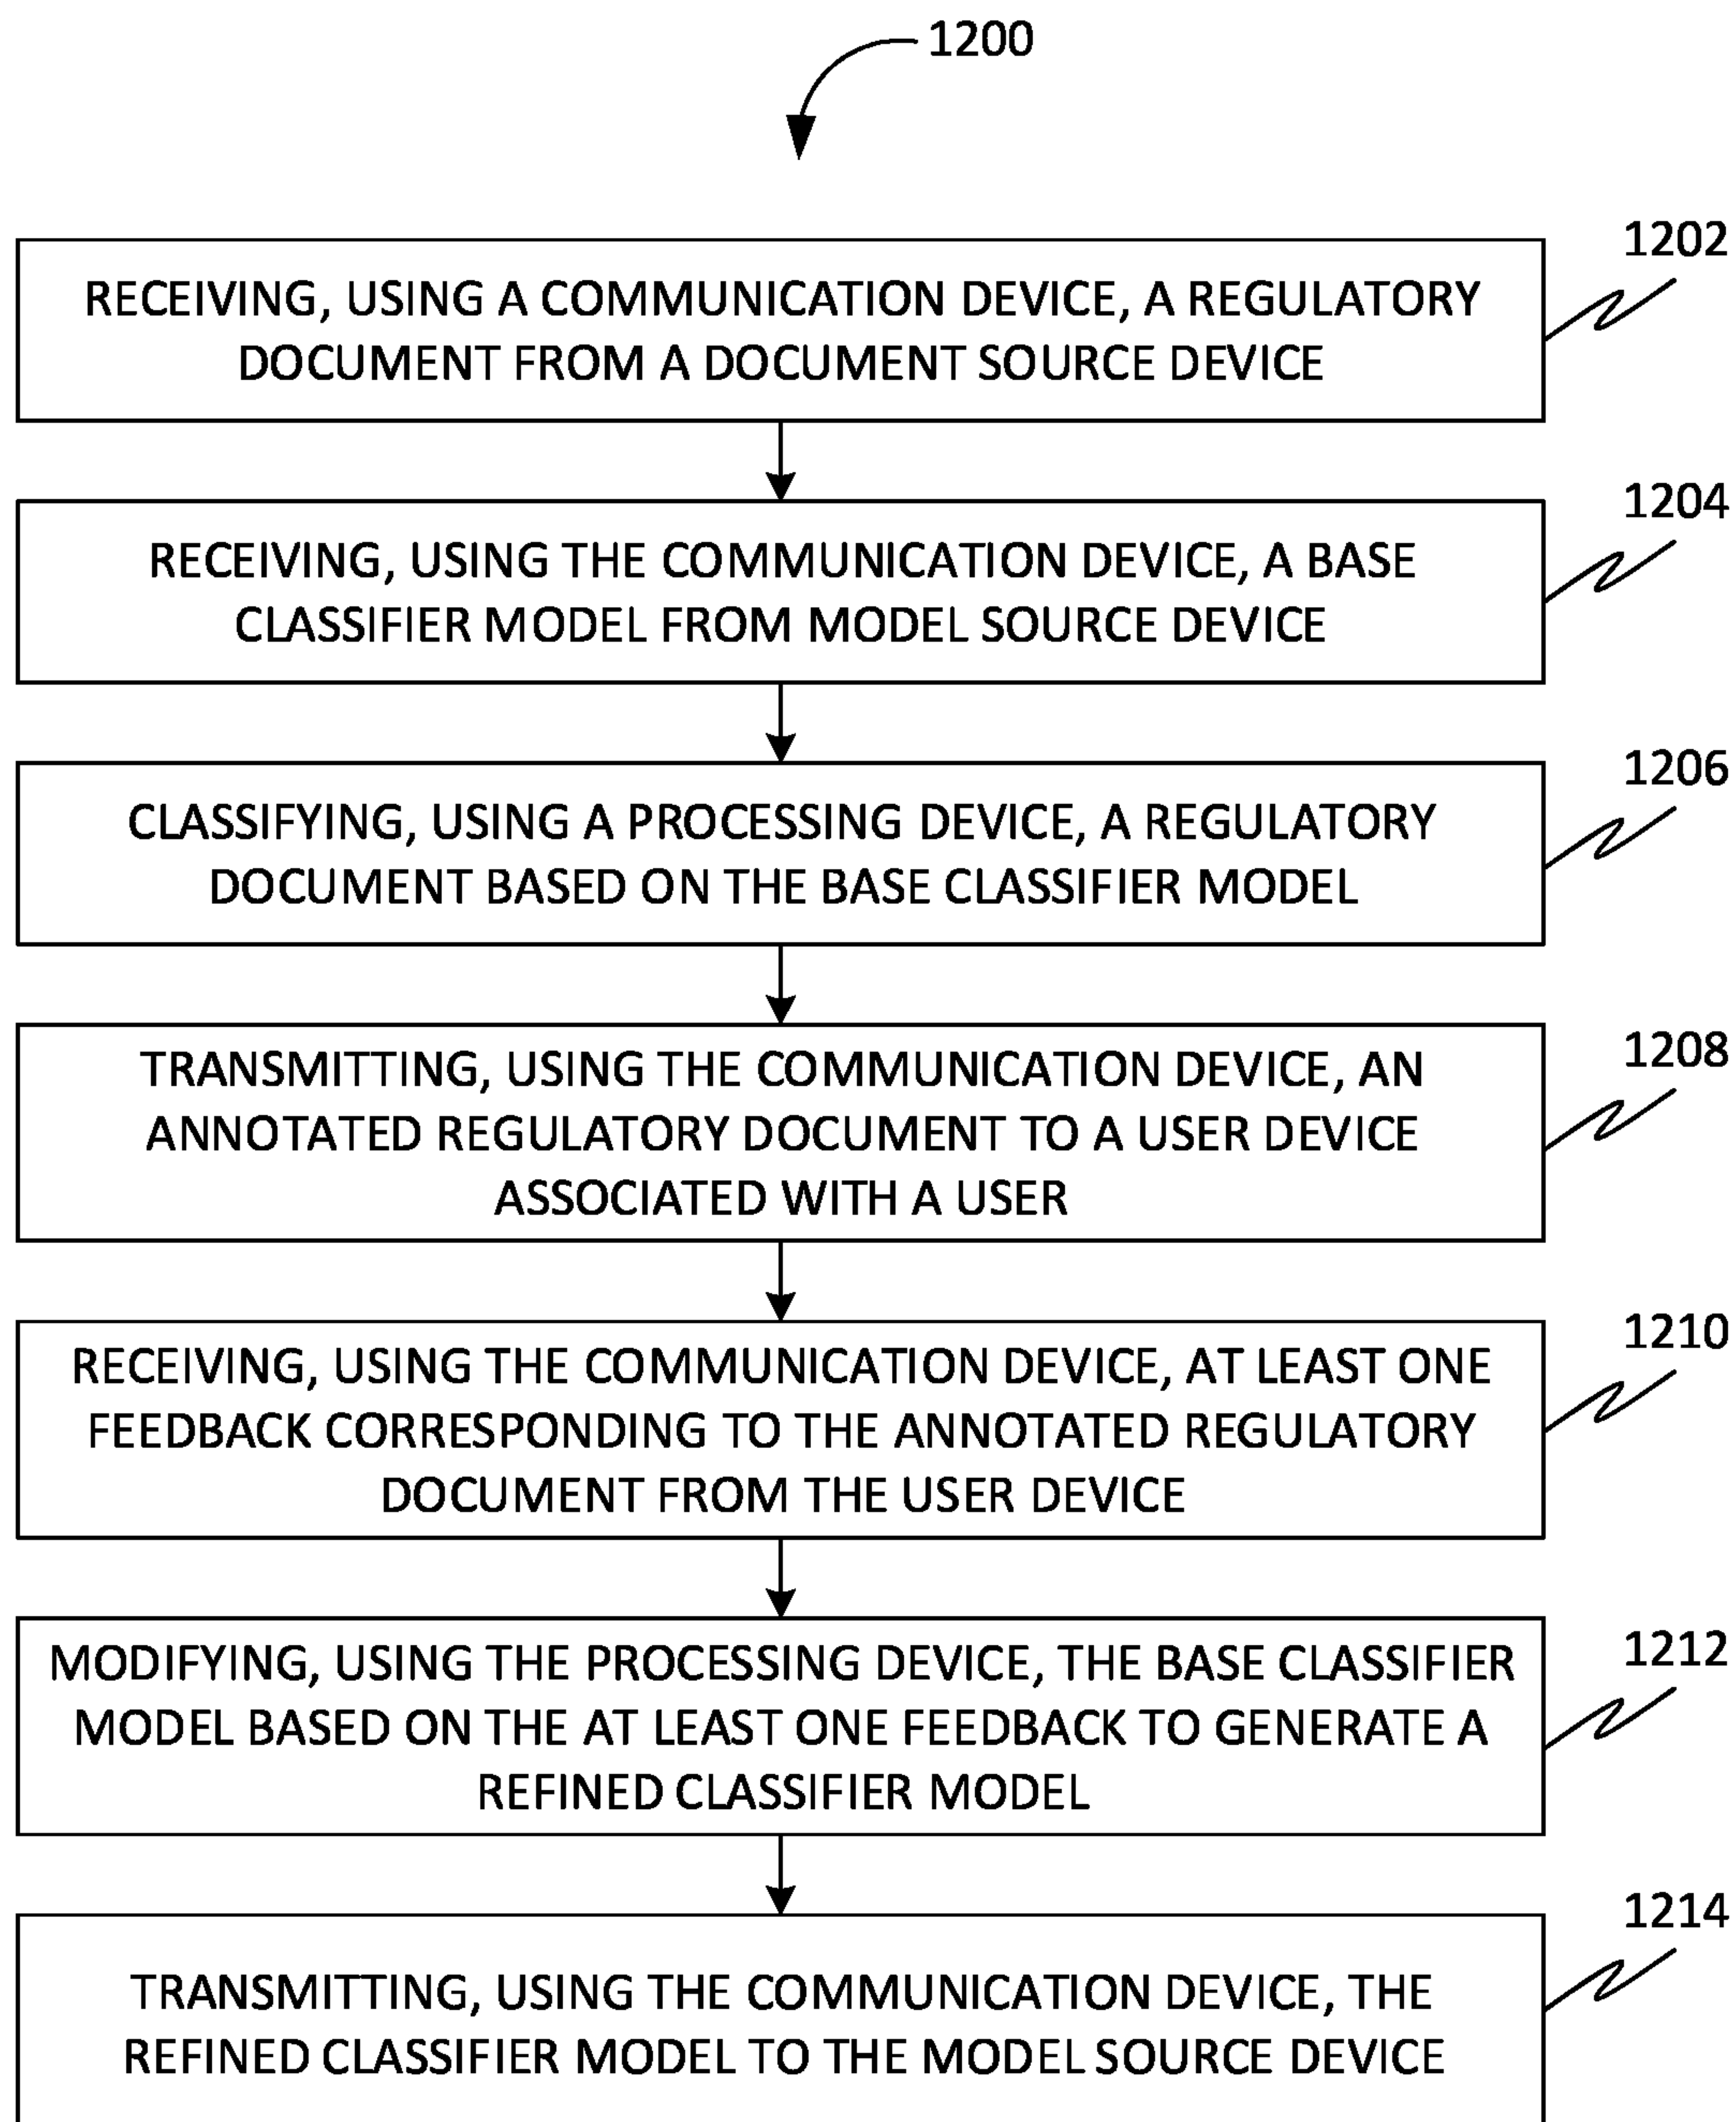 1200
1202
RECEIVING, USING A COMMUNICATION DEVICE, A REGULATORY
DOCUMENT FROM A DOCUMENT SOURCE DEVICE
1204
RECEIVING, USING THE COMMUNICATION DEVICE, A BASE
CLASSIFIER MODEL FROM MODEL SOURCE DEVICE
1206
CLASSIFYING, USING A PROCESSING DEVICE, A REGULATORY
DOCUMENT BASED ON THE BASE CLASSIFIER MODEL
1208
TRANSMITTING, USING THE COMMUNICATION DEVICE, AN
ANNOTATED REGULATORY DOCUMENT TO A USER DEVICE
ASSOCIATED WITH A USER
1210
RECEIVING, USING THE COMMUNICATION DEVICE, AT LEAST ONE
FEEDBACK CORRESPONDING TO THE ANNOTATED REGULATORY
DOCUMENT FROM THE USER DEVICE
1212
MODIFYING, USING THE PROCESSING DEVICE, THE BASE CLASSIFIER
MODEL BASED ON THE AT LEAST ONE FEEDBACK TO GENERATE A
REFINED CLASSIFIER MODEL
1214
TRANSMITTING, USING THE COMMUNICATION DEVICE, THE
REFINED CLASSIFIER MODEL TO THE MODEL SOURCE DEVICE